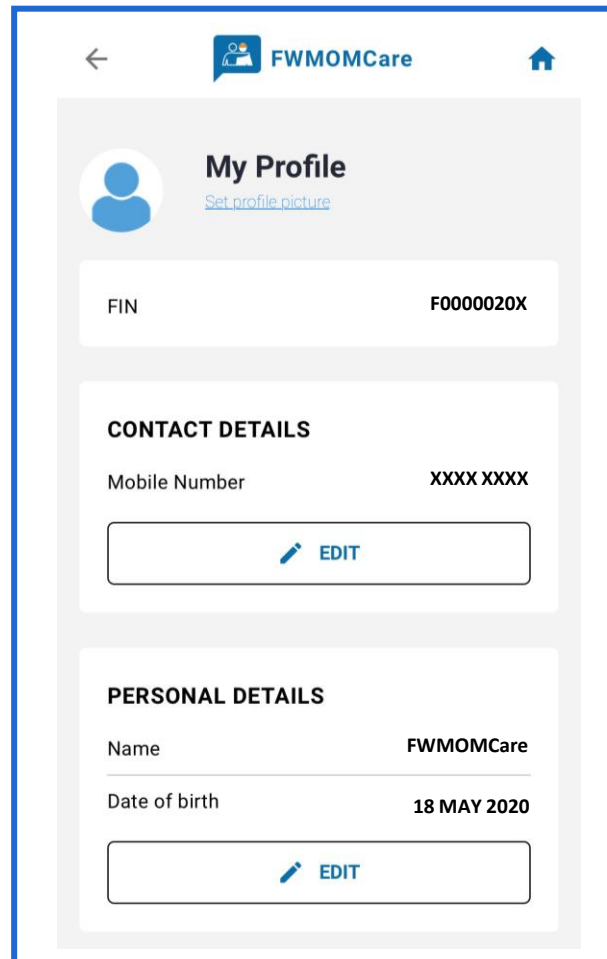 FWMOMCare
My Profile
Set profile picture
FIN F0000020X
CONTACT DETAILS
Mobile Number XXXX XXXX
EDIT
PERSONAL DETAILS
Name FWMOMCare
Date of birth 18 MAY 2020
EDIT